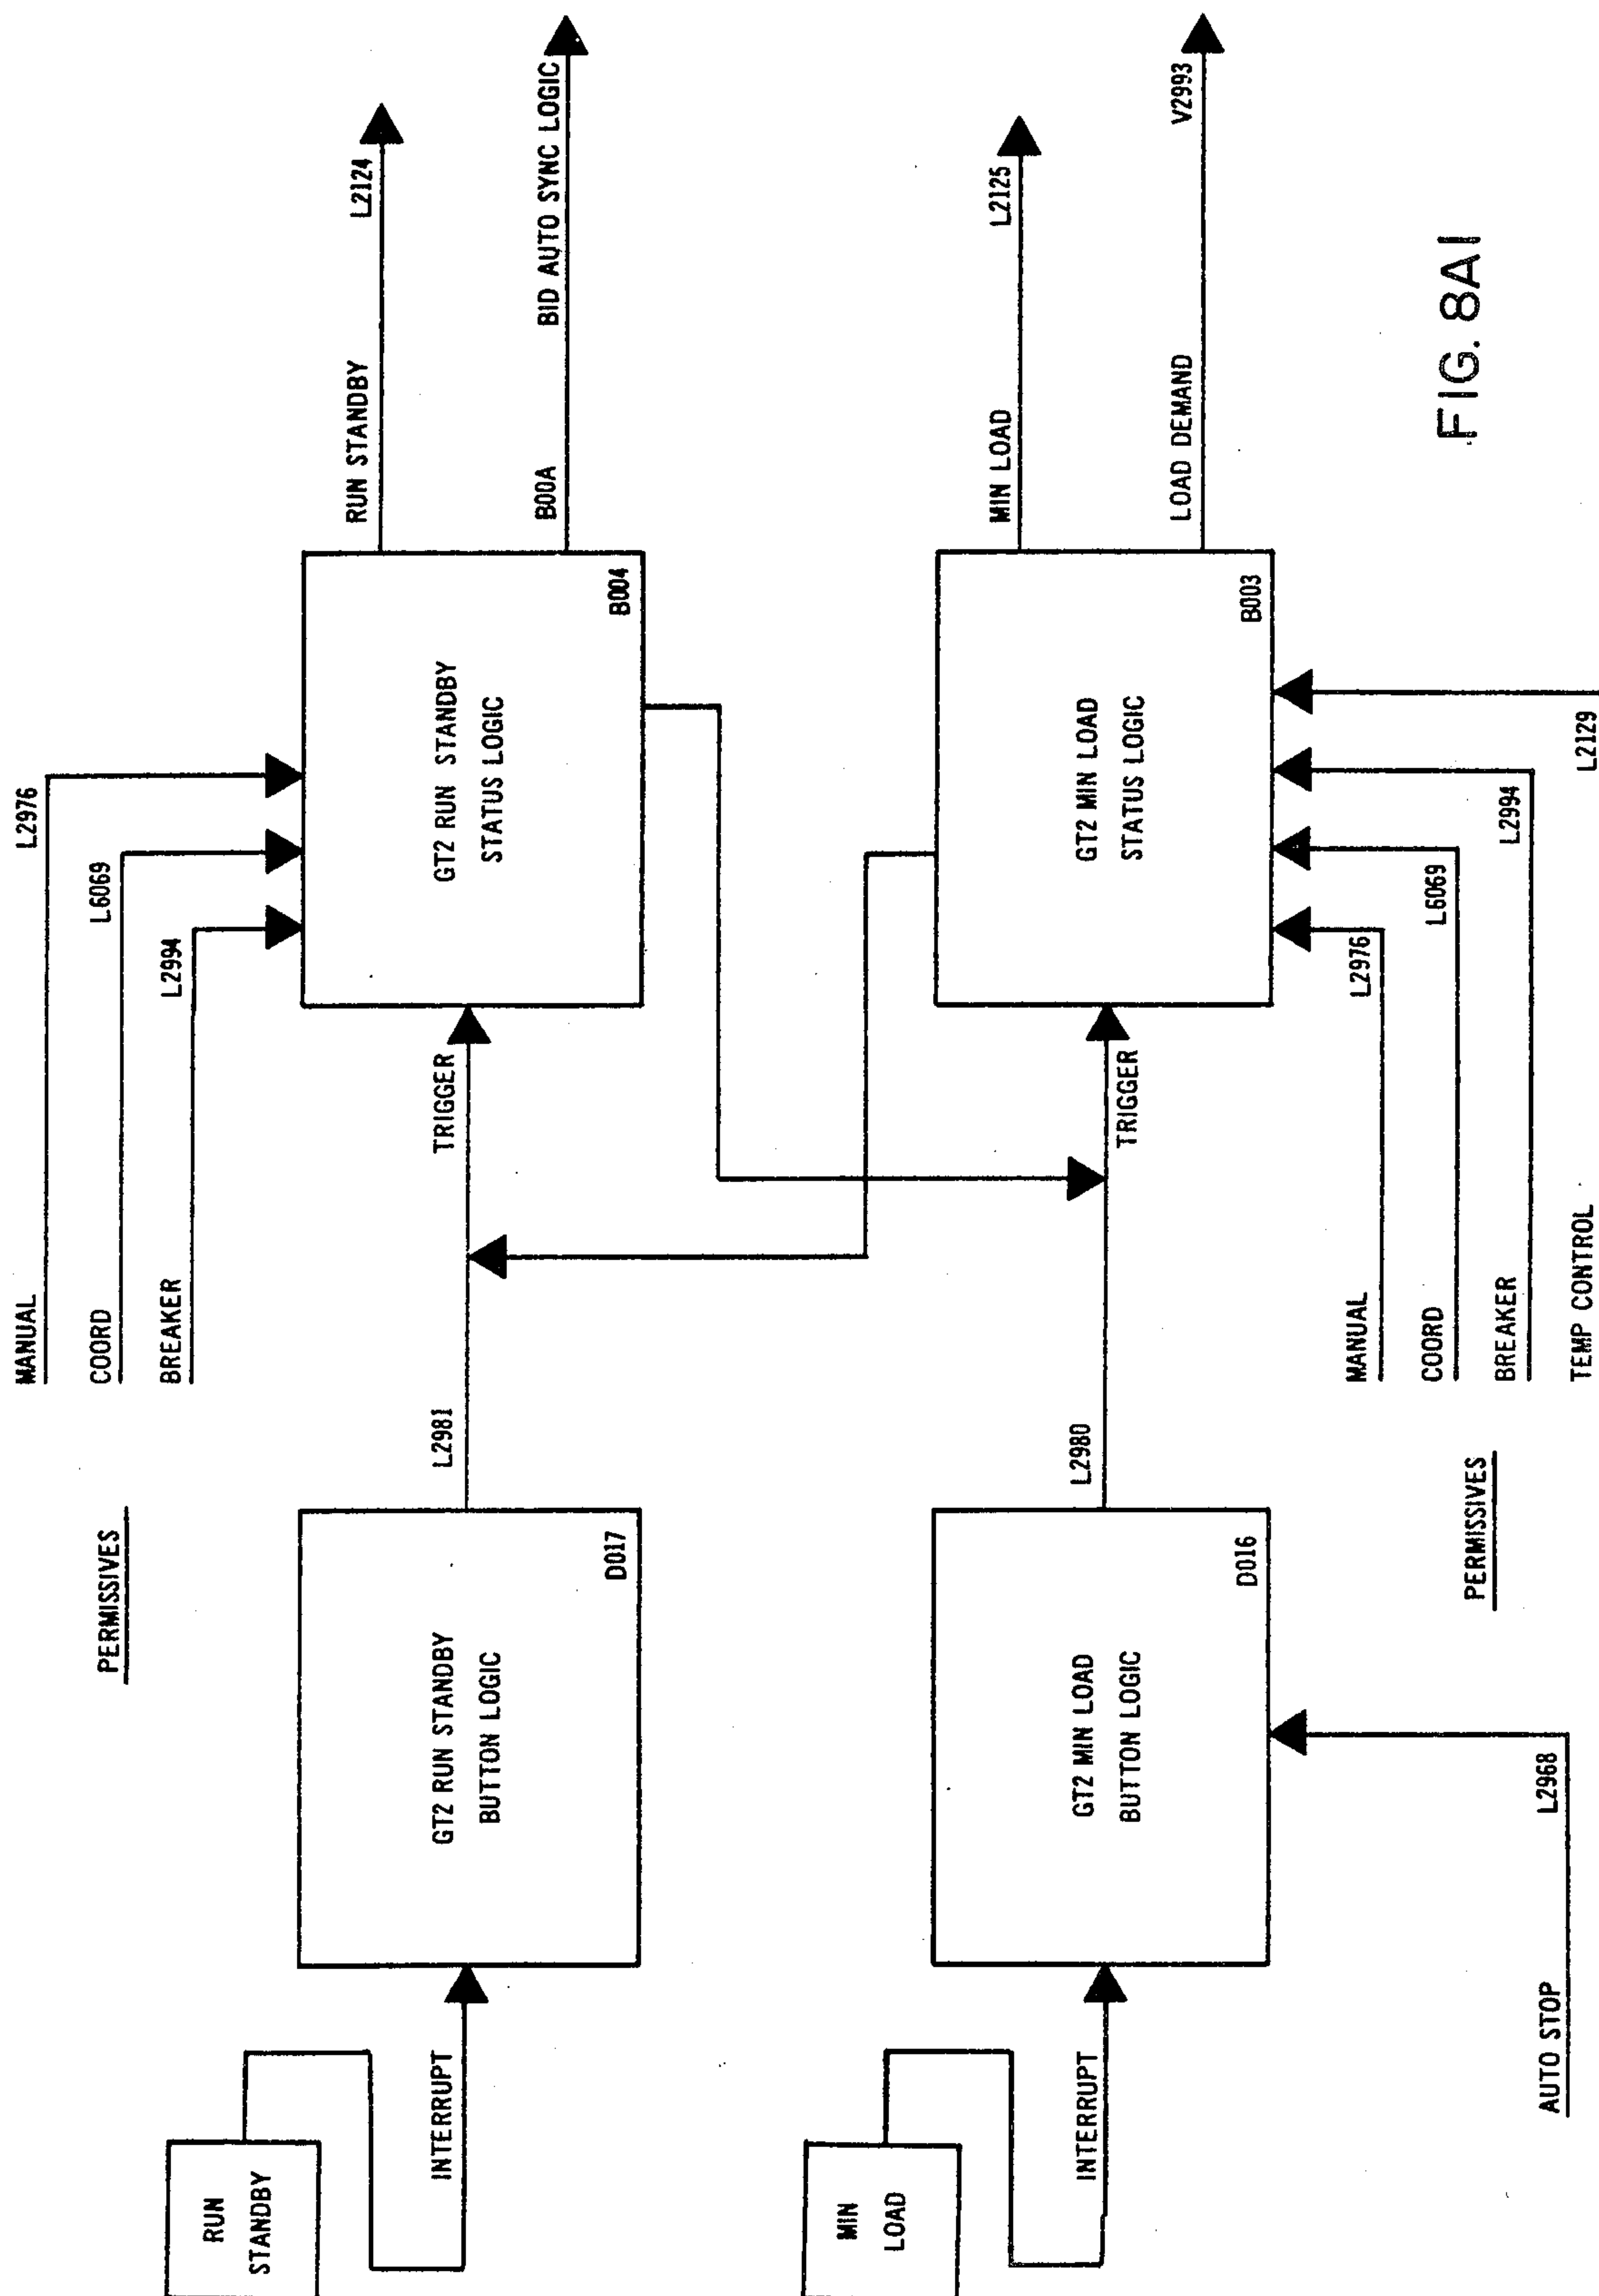 RUN
STANDBY
INTERRUPT
GT2 RUN STANDBY
BUTTON LOGIC
D017
PERMISSIVES
MANUAL
L2976
COORD
L6069
BREAKER
L2994
L2981
TRIGGER
GT2 RUN STANDBY
STATUS LOGIC
B004
RUN STANDBY
L2124
B00A
BID AUTO SYNC LOGIC
MIN
LOAD
INTERRUPT
GT2 MIN LOAD
BUTTON LOGIC
D016
AUTO STOP
L2968
L2980
TRIGGER
GT2 MIN LOAD
STATUS LOGIC
B003
MIN LOAD
L2125
LOAD DEMAND
V2993
PERMISSIVES
MANUAL
L2976
COORD
L6069
BREAKER
L2994
TEMP CONTROL
L2129
FIG. 8A1